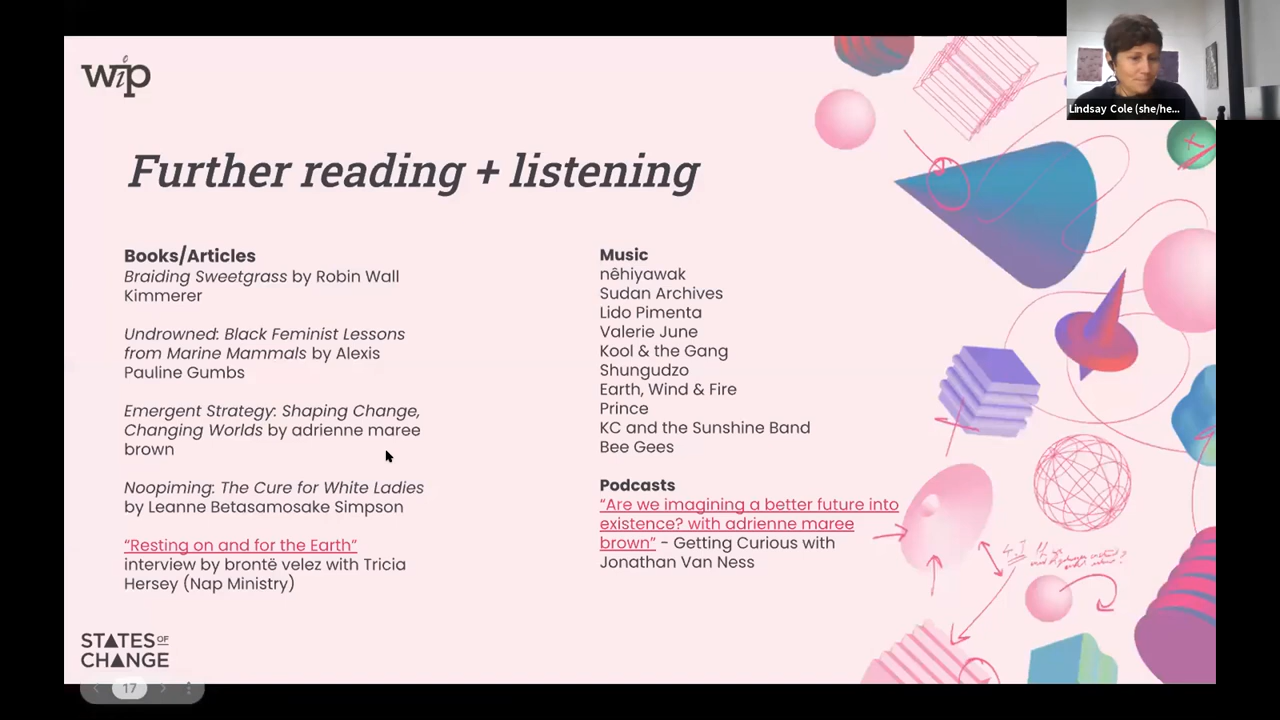 wip
Lindsay Cole (she/he...
Further reading + listening
Books/Articles
Braiding Sweetgrass by Robin Wall
Kimmerer
Undrowned: Black Feminist Lessons
from Marine Mammals by Alexis
Pauline Gumbs
Emergent Strategy: Shaping Change,
Changing Worlds by adrienne maree
brown
Noopiming: The Cure for White Ladies
by Leanne Betasamosake Simpson
“Resting on and for the Earth“
interview by brontë velez with Tricia
Hersey (Nap Ministry)
Music
nêhiyawak
Sudan Archives
Lido Pimenta
Valerie June
Kool & the Gang
Shungudzo
Earth, Wind & Fire
Prince
KC and the Sunshine Band
Bee Gees
Podcasts
“Are we imagining a better future into
existence? with adrienne maree
brown” - Getting Curious with
Jonathan Van Ness
STATES OF
CHANGE
17